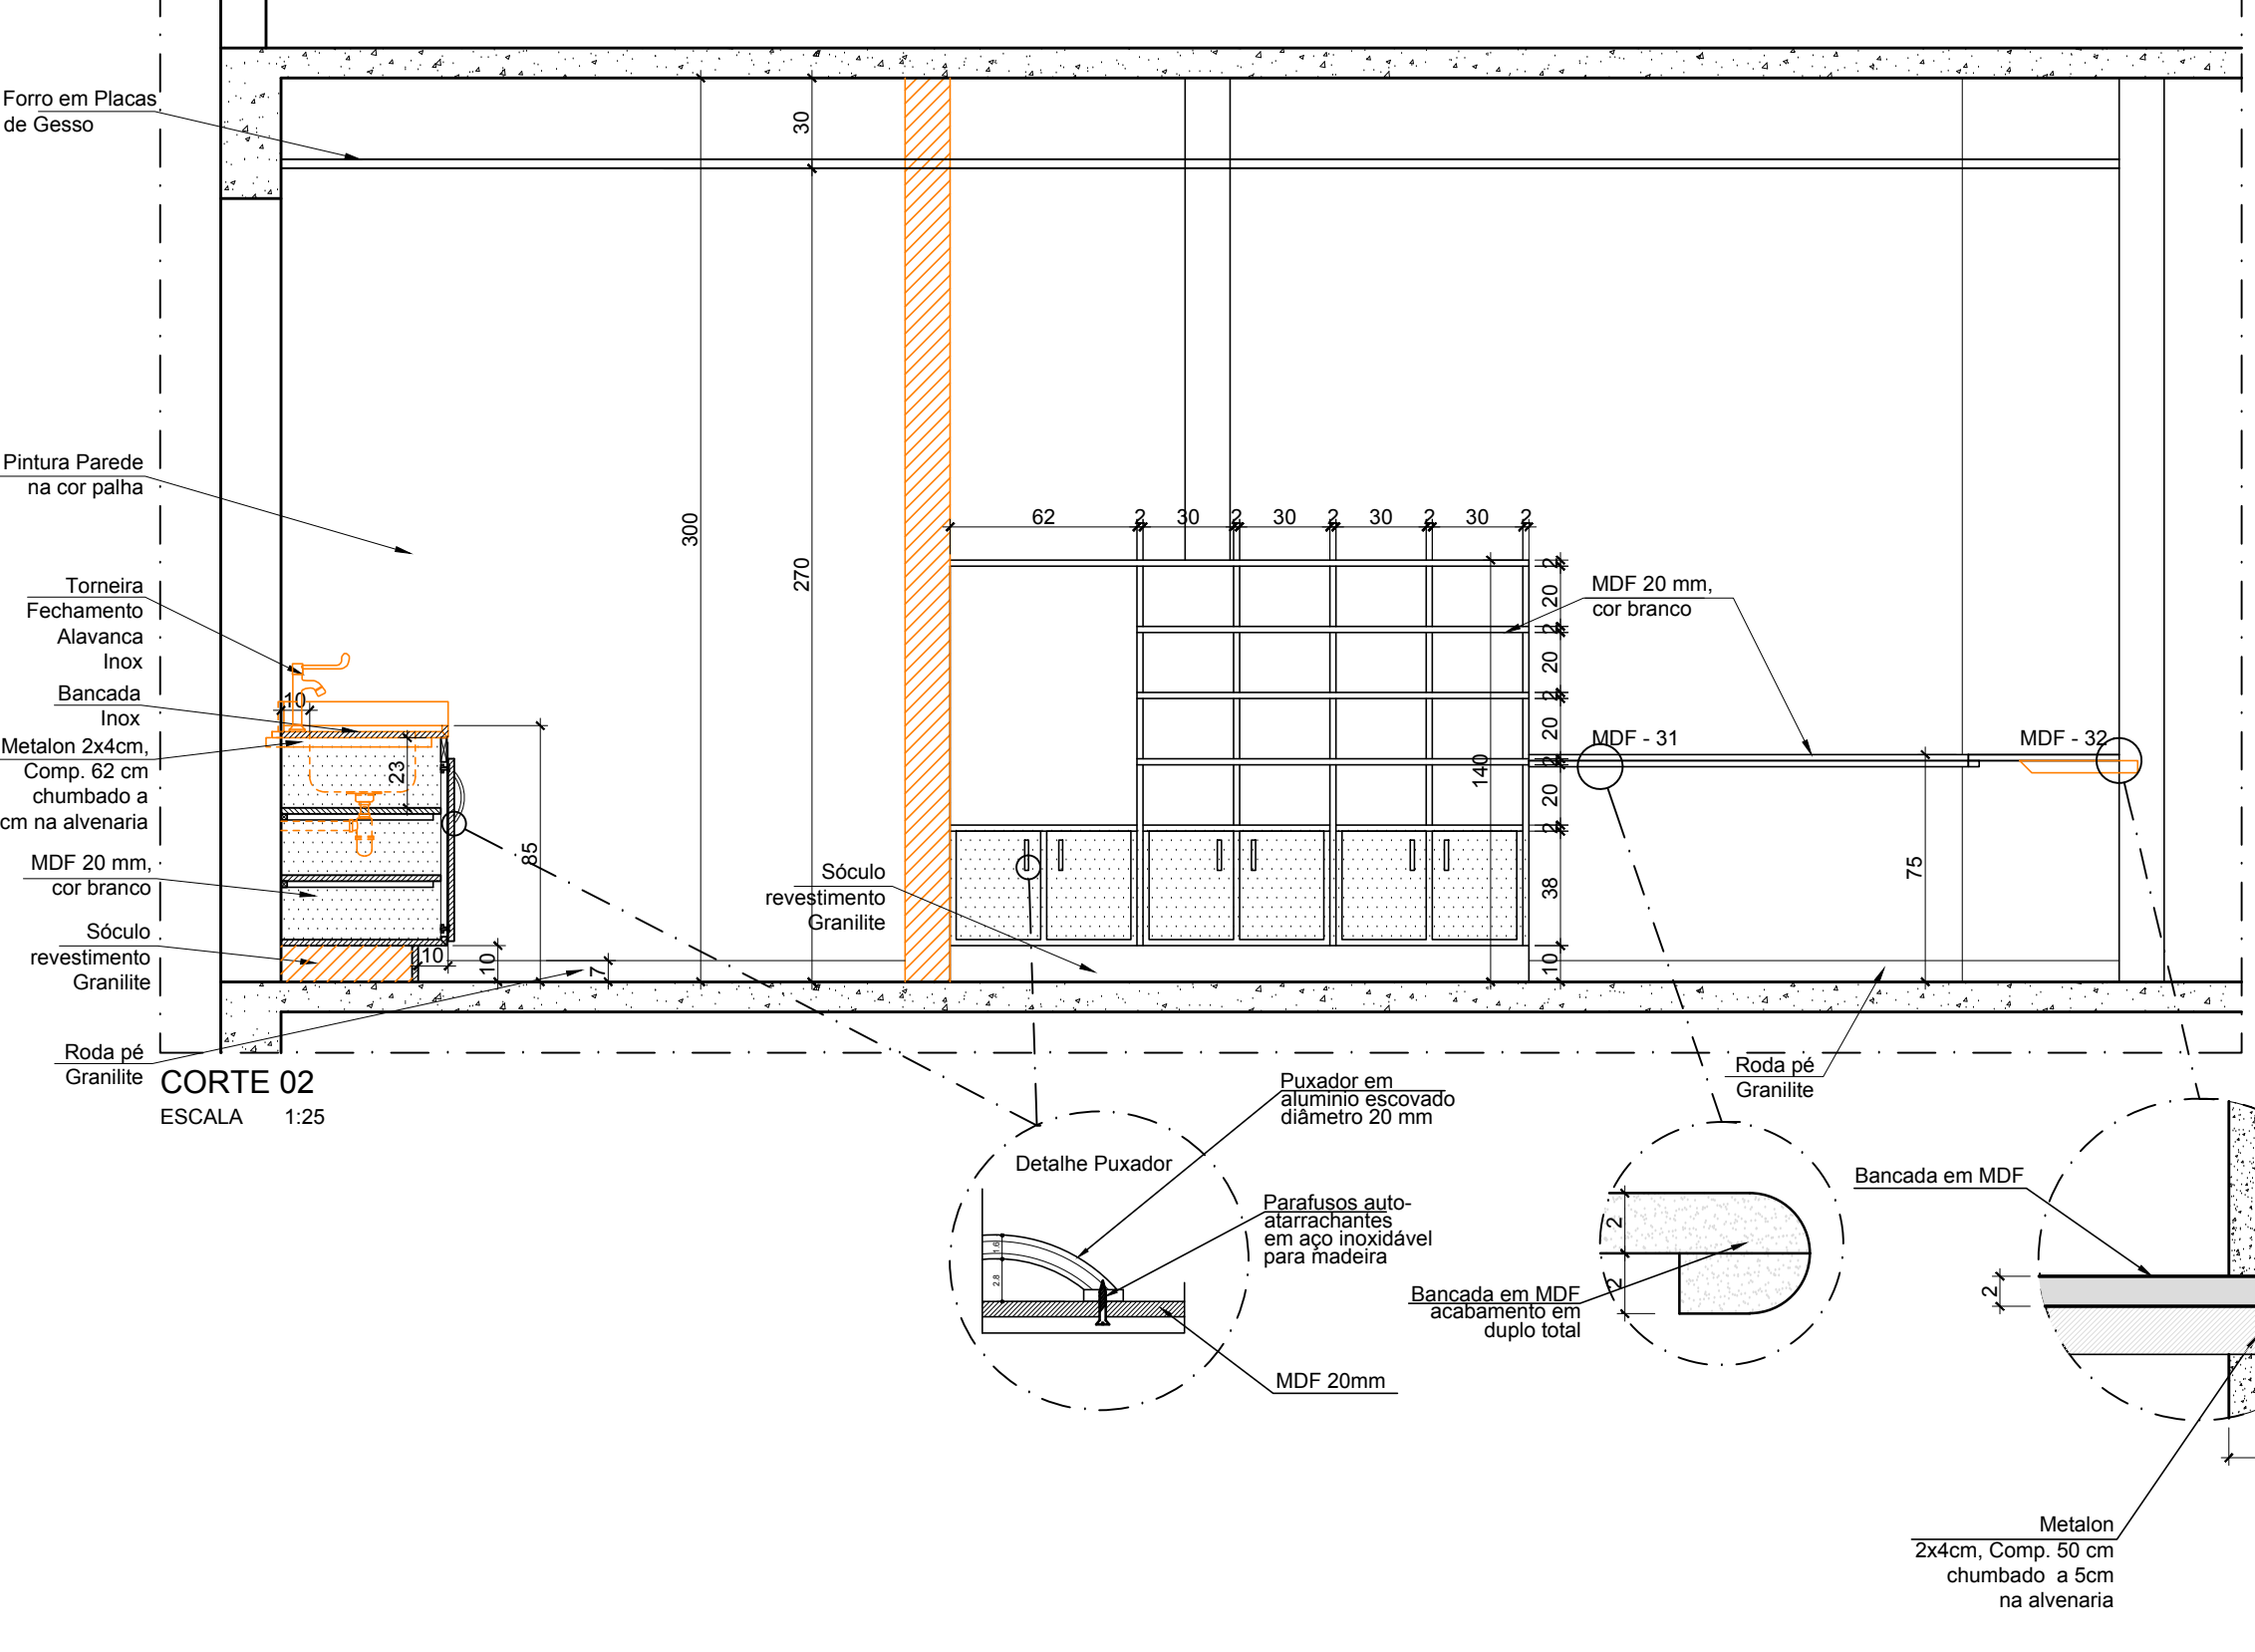 Forro em Placas
de Gesso
30
Pintura Parede
na cor palha
300
270
62
2
30
2
30
2
30
2
30
2
2
20
2
20
2
20
2
20
2
38
10
140
MDF 20 mm,
cor branco
Torneira
Fechamento
Alavanca
Inox
10
Bancada
Inox
Metalon 2x4cm,
Comp. 62 cm
chumbado a
cm na alvenaria
23
85
MDF - 31
MDF - 32
75
MDF 20 mm,
cor branco
Sóculo
revestimento
Granilite
Sóculo
revestimento
Granilite
10
10
7
Roda pé
Granilite
CORTE 02
ESCALA 1:25
Roda pé
Granilite
Puxador em
aluminio escovado
diâmetro 20 mm
Detalhe Puxador
Parafusos auto-
atarrachantes
em aço inoxidável
para madeira
1.6
2.8
MDF 20mm
2
2
Bancada em MDF
acabamento em
duplo total
Bancada em MDF
2
Metalon
2x4cm, Comp. 50 cm
chumbado a 5cm
na alvenaria